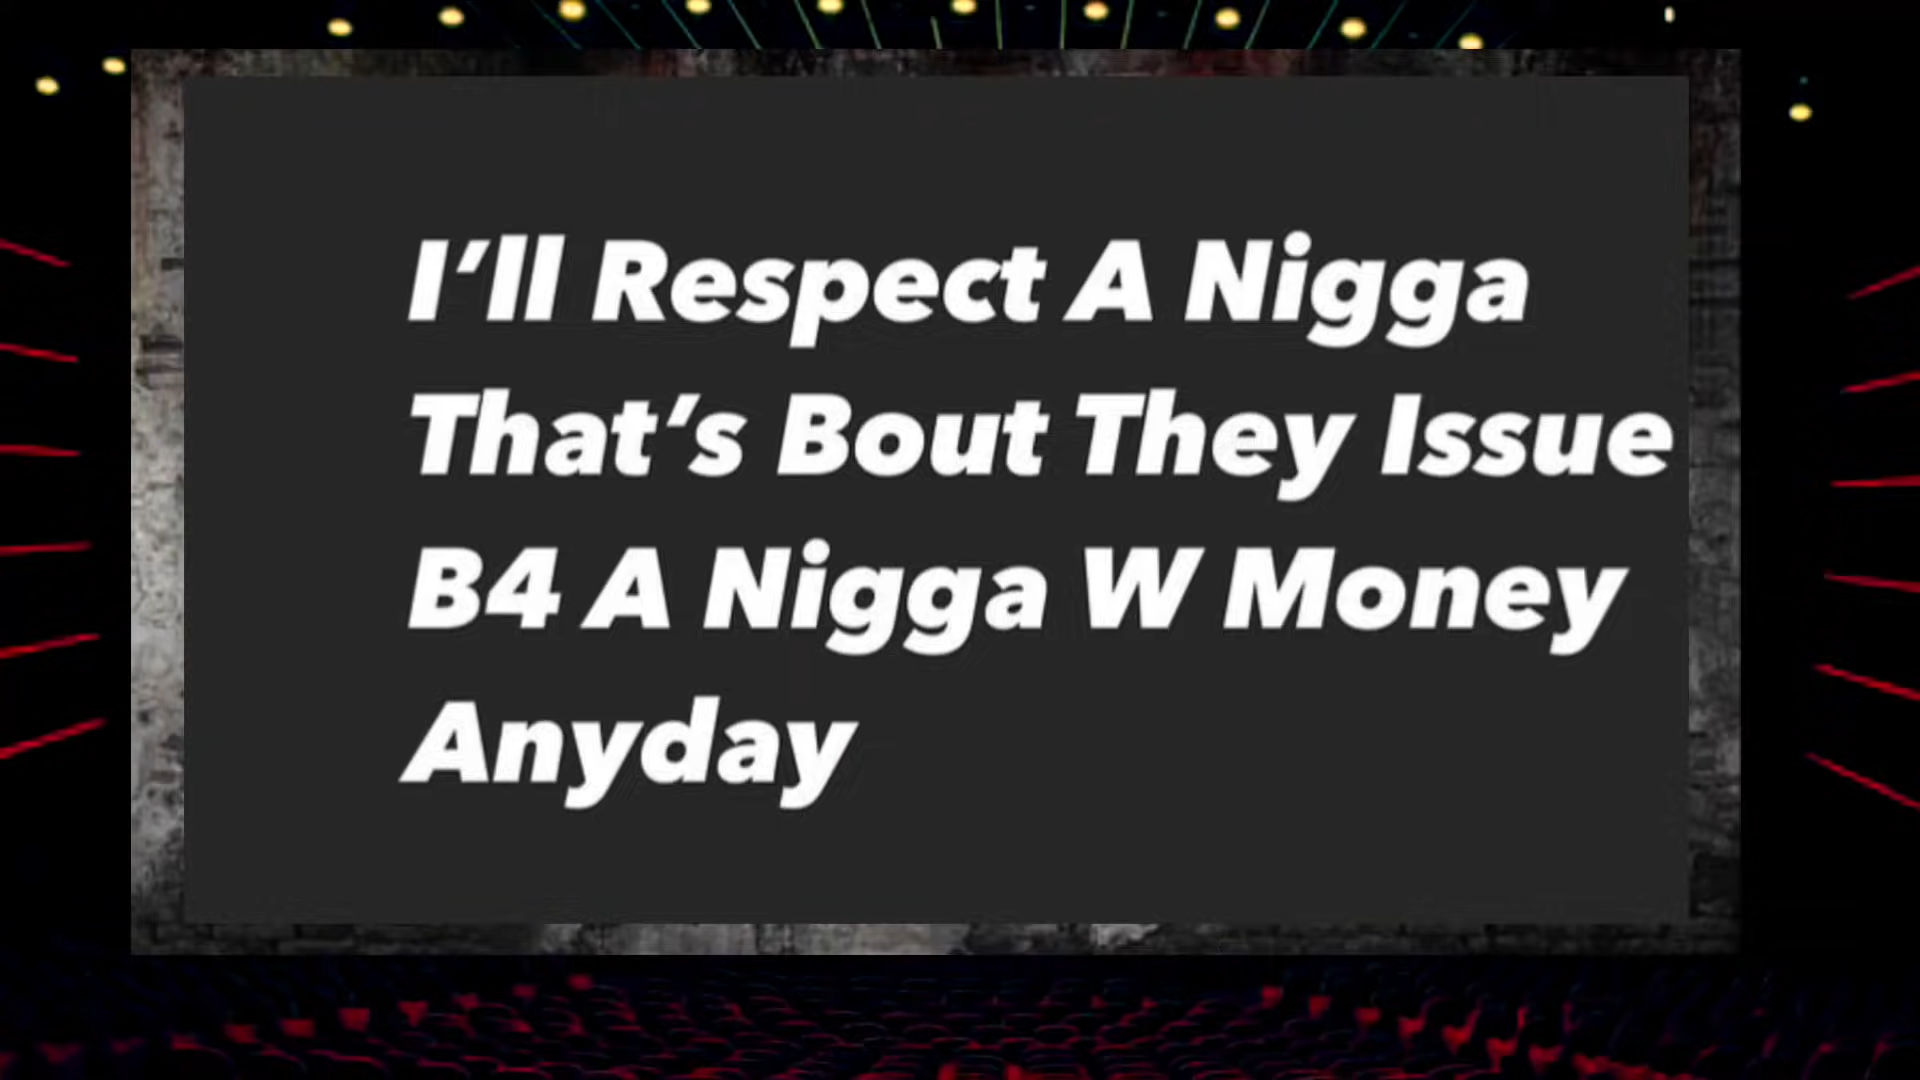 I’ll Respect A Nigga
That’s Bout They Issue
B4 A Nigga W Money
Anyday